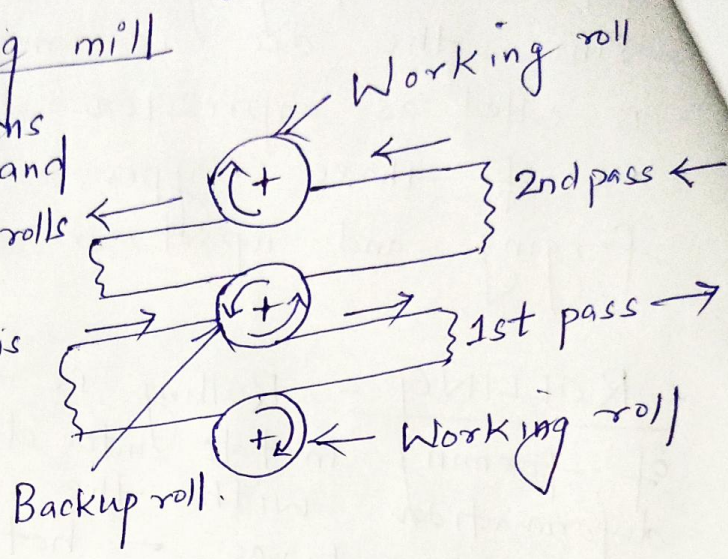 g mill
Working roll
ns
and
rolls
2nd pass
is
1st pass
Working roll
Backup roll.